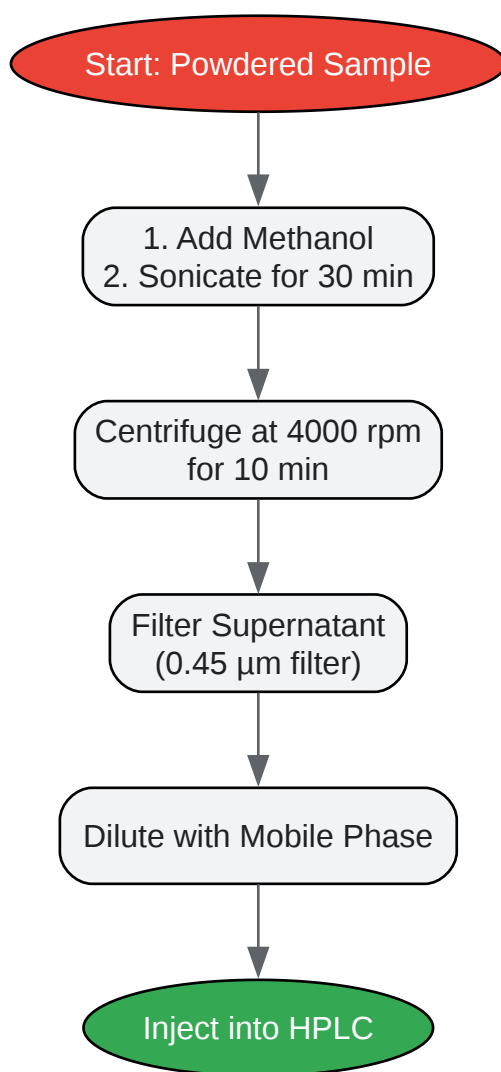 Start: Powdered Sample
1. Add Methanol
2. Sonicate for 30 min
Centrifuge at 4000 rpm
for 10 min
Filter Supernatant
(0.45 µm filter)
Dilute with Mobile Phase
Inject into HPLC